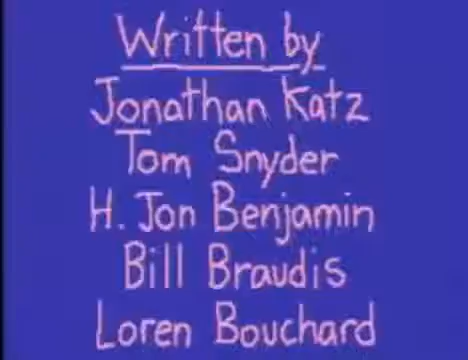 Written by
Jonathan Katz
Tom Snyder
H. Jon Benjamin
Bill Braudis
Loren Bouchard